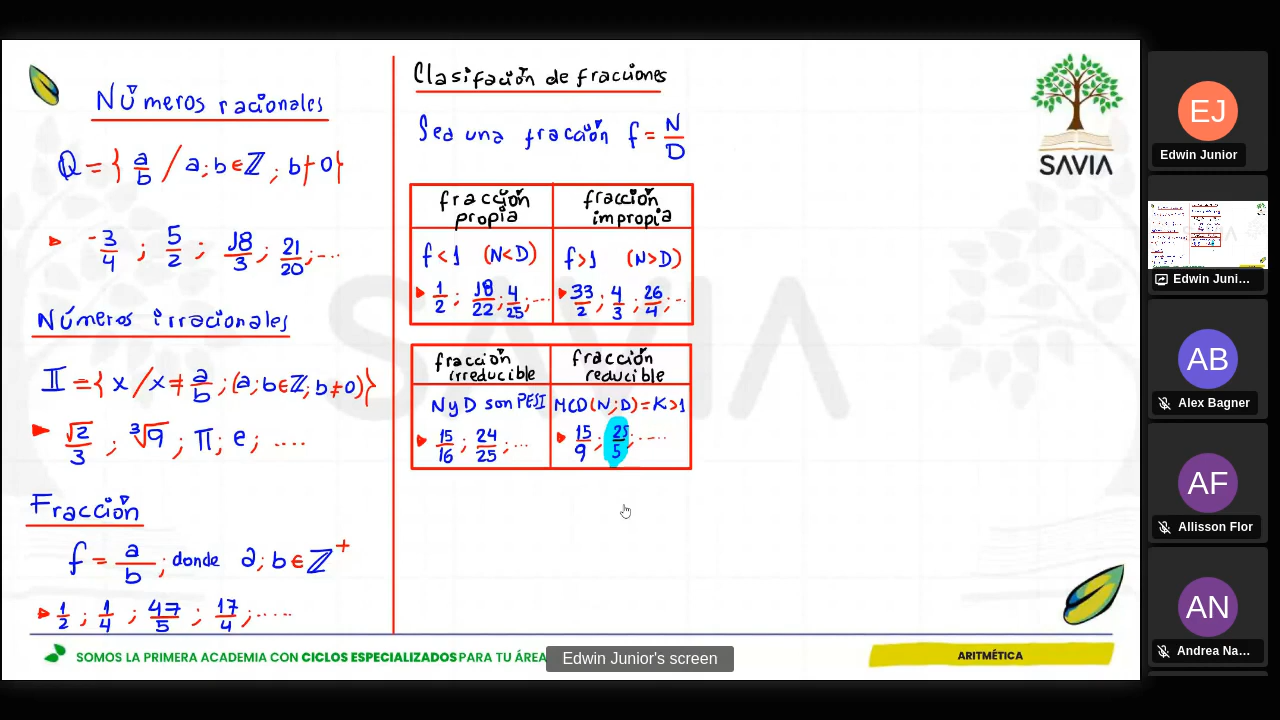 Números racionales
Q = { a/b / a; b ∈ ℤ ; b ≠ 0 }
-3/4 ; 5/2 ; 18/3 ; 21/20 ; ...
Números irracionales
𝕀 = { x / x ≠ a/b ; (a; b ∈ ℤ; b ≠ 0) }
√2/3 , ³√9 , π; e; ....
Fracción
f = a/b ; donde a; b ∈ ℤ⁺
1/2 ; 1/4 ; 47/5 ; 17/4 ; .....
Clasifación de fracciones
Sea una fracción f = N/D
fracción propia
fracción impropia
f < 1 (N < D)
f > 1 (N > D)
1/2 ; 18/22 ; 4/25 ; ...
33/2 ; 4/3 ; 26/4 ; ...
fracción irreducible
fracción reducible
N y D son PESI
MCD (N; D) = K > 1
15/16 ; 24/25 ; ...
15/9 ; 25/5 ; .....
SAVIA
SAVIA
SOMOS LA PRIMERA ACADEMIA CON CICLOS ESPECIALIZADOS PARA TU ÁREA
Edwin Junior's screen
ARITMÉTICA
EJ
Edwin Junior
Edwin Juni...
AB
Alex Bagner
AF
Allisson Flor
AN
Andrea Na...